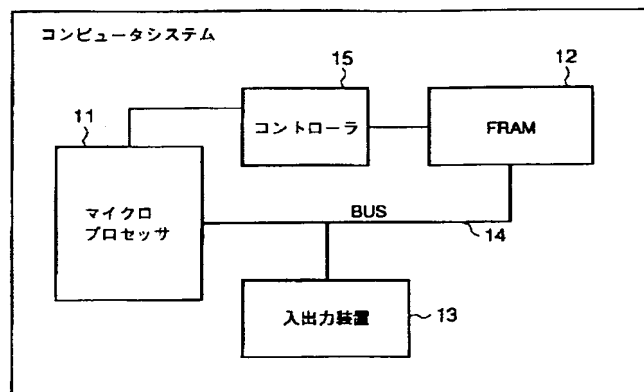 コンピュータシステム
15
12
11
コントローラ
FRAM
マイクロ
プロセッサ
BUS
14
入出力装置
13